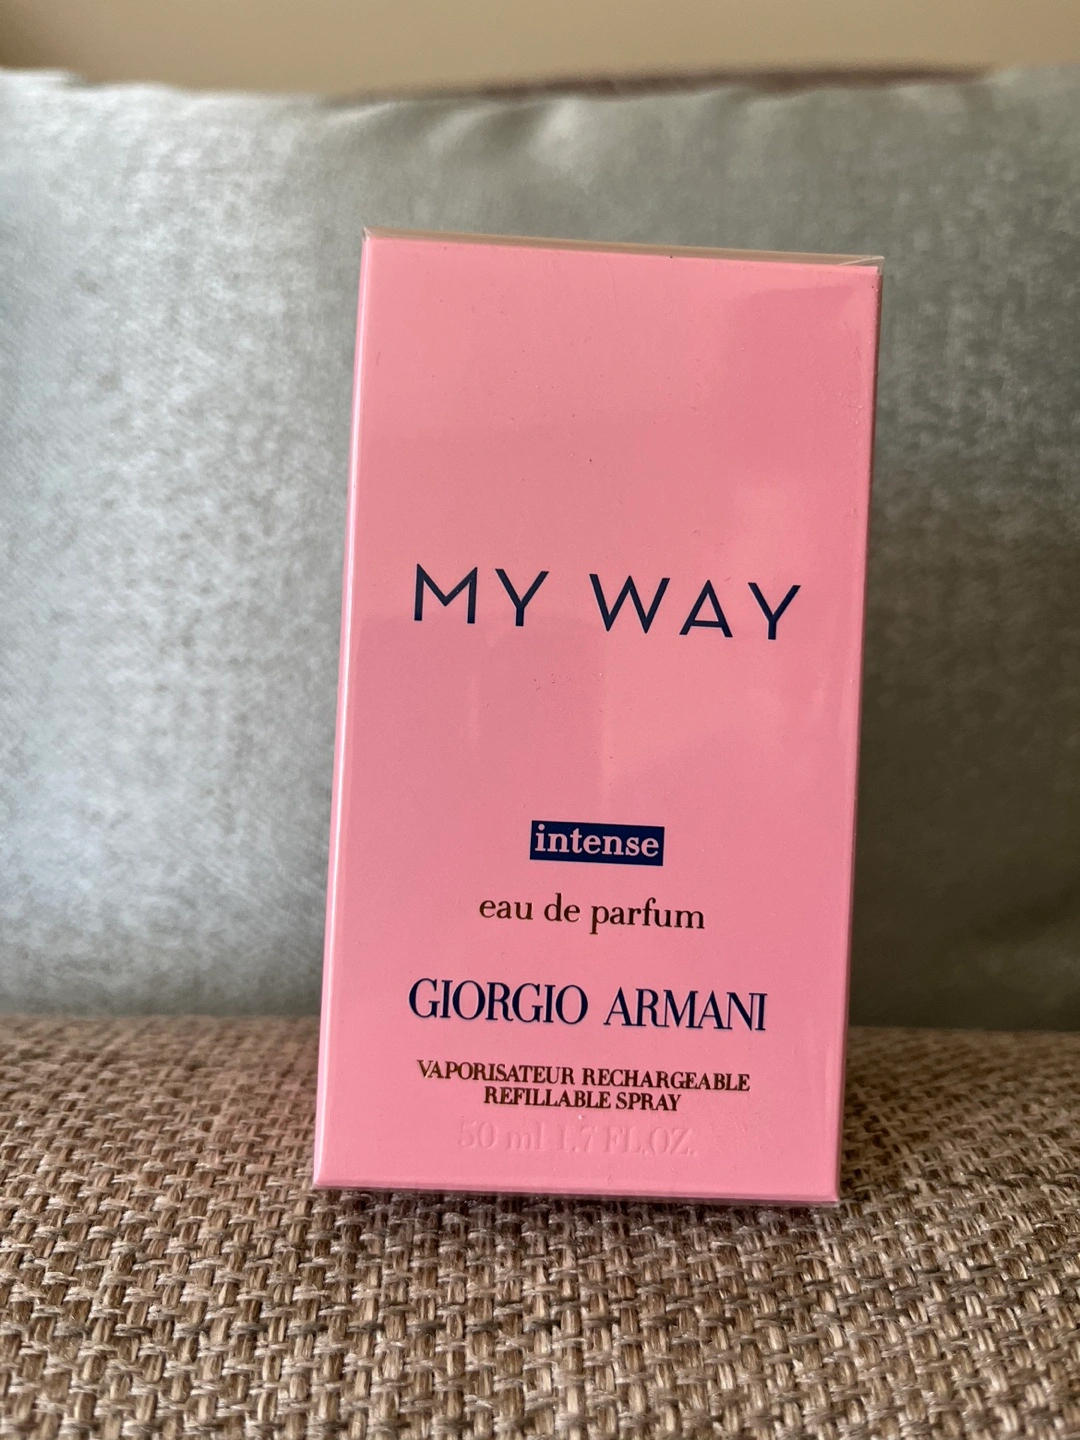 MY WAY
intense
eau de parfum
GIORGIO ARMANI
VAPORISATEUR RECHARGEABLE
REFILLABLE SPRAY
50 ml 1.7 FL.OZ.